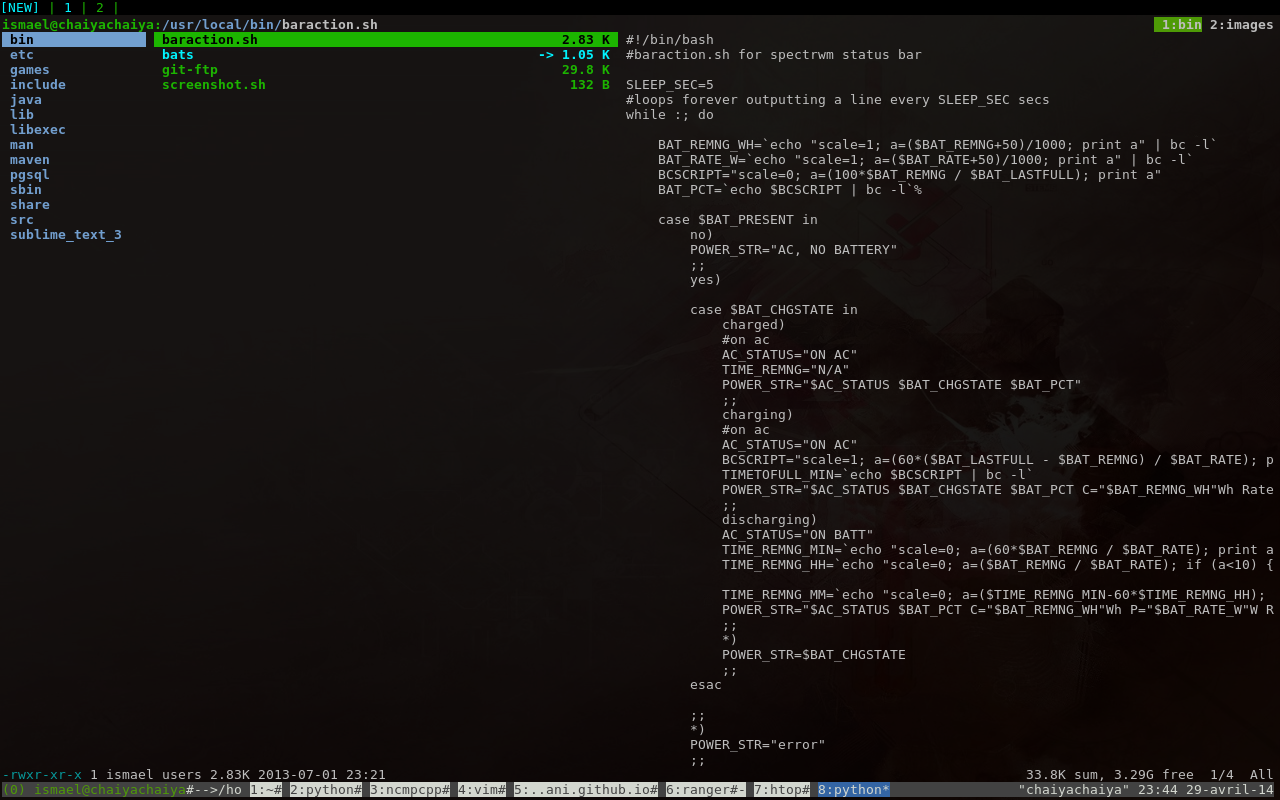 [NEW] | 1 | 2 |
ismael@chaiyachaiya:/usr/local/bin/baraction.sh 1:bin 2:images
bin
etc
games
include
java
lib
libexec
man
maven
pgsql
sbin
share
src
sublime_text_3
baraction.sh 2.83 K
bats -> 1.05 K
git-ftp 29.8 K
screenshot.sh 132 B
#!/bin/bash
#baraction.sh for spectrwm status bar
SLEEP_SEC=5
#loops forever outputting a line every SLEEP_SEC secs
while :; do
BAT_REMNG_WH=`echo "scale=1; a=($BAT_REMNG+50)/1000; print a" | bc -l`
BAT_RATE_W=`echo "scale=1; a=($BAT_RATE+50)/1000; print a" | bc -l`
BCSCRIPT="scale=0; a=(100*$BAT_REMNG / $BAT_LASTFULL); print a"
BAT_PCT=`echo $BCSCRIPT | bc -l`%
case $BAT_PRESENT in
no)
POWER_STR="AC, NO BATTERY"
;;
yes)
case $BAT_CHGSTATE in
charged)
#on ac
AC_STATUS="ON AC"
TIME_REMNG="N/A"
POWER_STR="$AC_STATUS $BAT_CHGSTATE $BAT_PCT"
;;
charging)
#on ac
AC_STATUS="ON AC"
BCSCRIPT="scale=1; a=(60*($BAT_LASTFULL - $BAT_REMNG) / $BAT_RATE); p
TIMETOFULL_MIN=`echo $BCSCRIPT | bc -l`
POWER_STR="$AC_STATUS $BAT_CHGSTATE $BAT_PCT C="$BAT_REMNG_WH"Wh Rate
;;
discharging)
AC_STATUS="ON BATT"
TIME_REMNG_MIN=`echo "scale=0; a=(60*$BAT_REMNG / $BAT_RATE); print a
TIME_REMNG_HH=`echo "scale=0; a=($BAT_REMNG / $BAT_RATE); if (a<10) {
TIME_REMNG_MM=`echo "scale=0; a=($TIME_REMNG_MIN-60*$TIME_REMNG_HH);
POWER_STR="$AC_STATUS $BAT_PCT C="$BAT_REMNG_WH"Wh P="$BAT_RATE_W"W R
;;
*)
POWER_STR=$BAT_CHGSTATE
;;
esac
;;
*)
POWER_STR="error"
;;
-rwxr-xr-x 1 ismael users 2.83K 2013-07-01 23:21 33.8K sum, 3.29G free 1/4 All
(0) ismael@chaiyachaiya#-->/ho 1:~# 2:python# 3:ncmpcpp# 4:vim# 5:..ani.github.io# 6:ranger#- 7:htop# 8:python* "chaiyachaiya" 23:44 29-avril-14